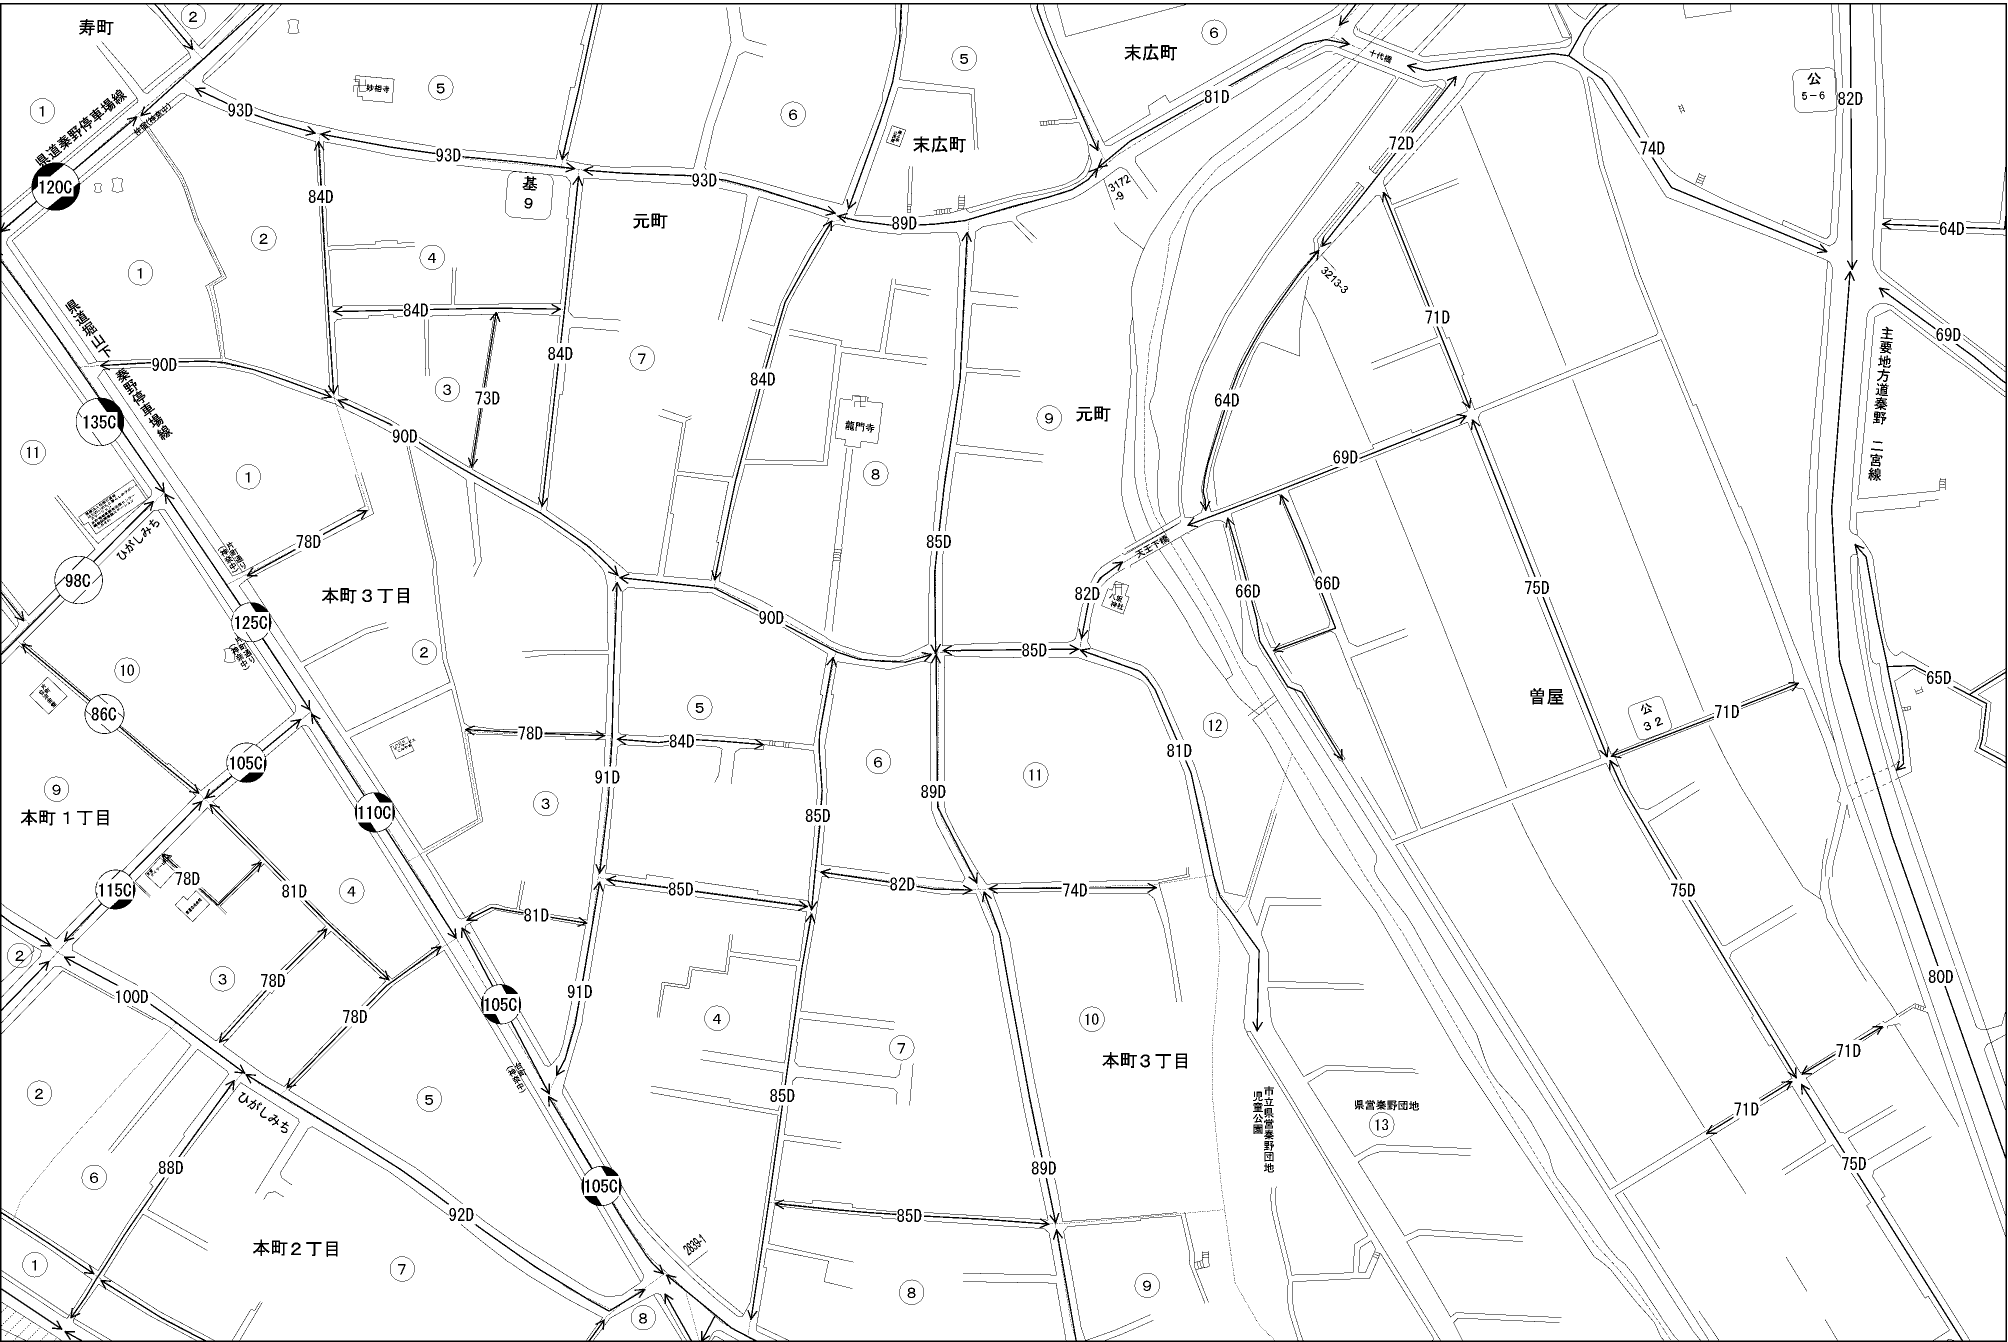 寿町
②
①
県道秦野停車場線
93D
妙相寺
⑤
93D
⑥
93D
⑤
末広町
末広町
⑥
81D
十代橋
72D
74D
公
5-6
82D
64D
120C
84D
基
9
元町
89D
3172
-9
①
②
④
84D
3213-3
71D
69D
県道堀山下
秦野停車場線
90D
84D
⑦
84D
③
73D
龍門寺
⑨
元町
64D
主要地方道秦野 二宮線
135C
90D
⑪
①
⑧
69D
ひがしみち
78D
85D
天王下橋
98C
本町3丁目
82D
66D
66D
75D
125C
90D
85D
②
65D
⑩
86C
⑤
⑫
曽屋
公
32
71D
78D
84D
81D
105C
91D
⑥
⑪
⑨
本町1丁目
110C
③
85D
89D
78D
115C
81D
④
85D
82D
74D
75D
81D
②
③
78D
100D
91D
105C
80D
78D
④
⑦
⑩
本町3丁目
71D
②
⑤
85D
ひがしみち
県営秦野団地
⑬
市立県営秦野団地
児童公園
71D
88D
⑥
89D
75D
105C
92D
85D
本町2丁目
2839-1
①
⑦
⑧
⑧
⑨